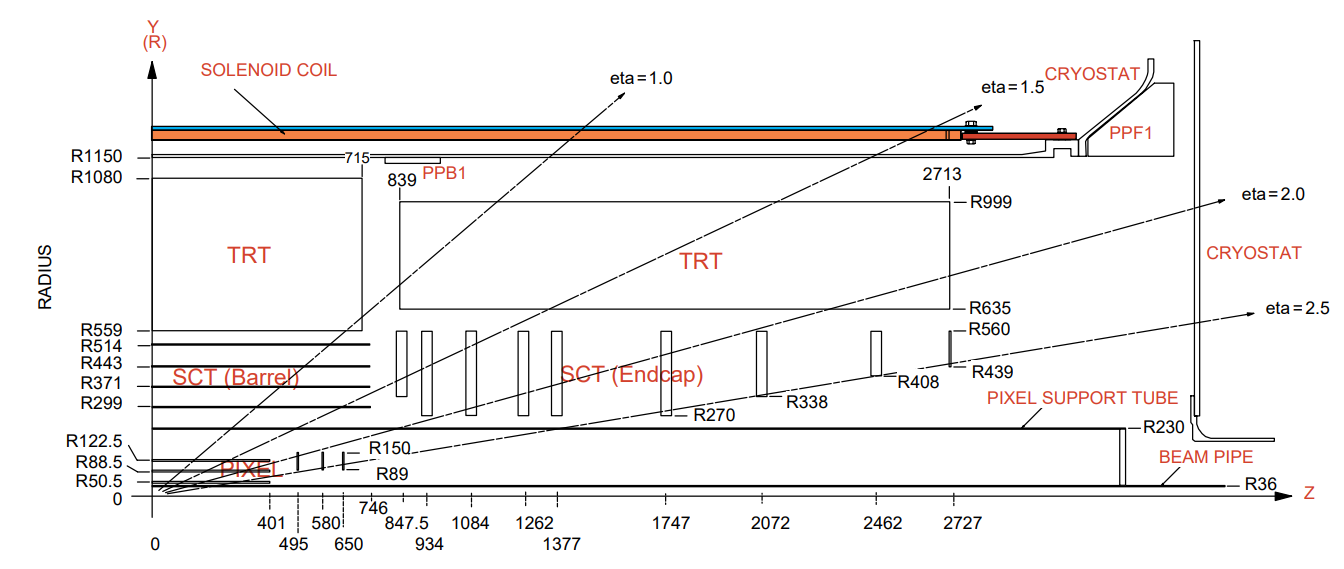 Y
(R)
SOLENOID COIL
eta=1.0
eta=1.5
CRYOSTAT
PPF1
R1150
715
PPB1
R1080
839
2713
R999
eta=2.0
TRT
TRT
CRYOSTAT
RADIUS
R635
eta=2.5
R559
R560
R514
R443
SCT (Barrel)
SCT (Endcap)
R439
R371
R408
R299
R338
PIXEL SUPPORT TUBE
R270
R230
R122.5
R150
R88.5
PIXEL
R89
BEAM PIPE
R50.5
R36
0
Z
401
580
746
847.5
1084
1262
1747
2072
2462
2727
0
495
650
934
1377